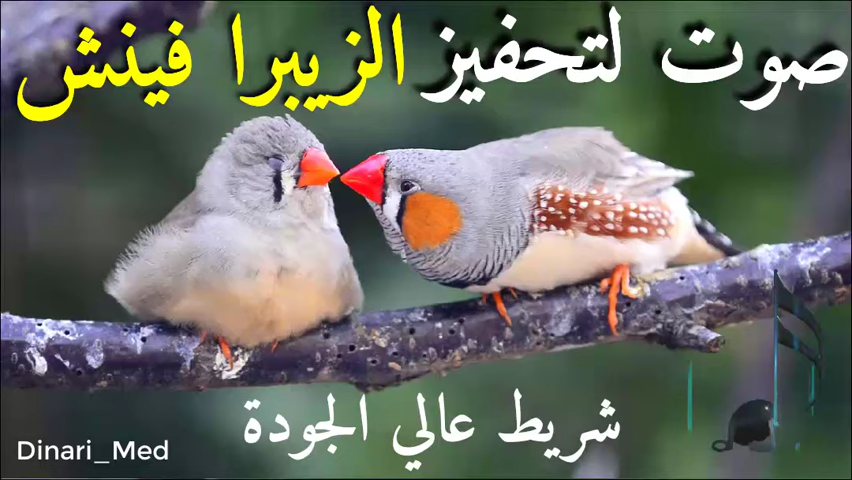 صوت لتحفيز الزيبرا فينش
شريط عالي الجودة
Dinari_Med